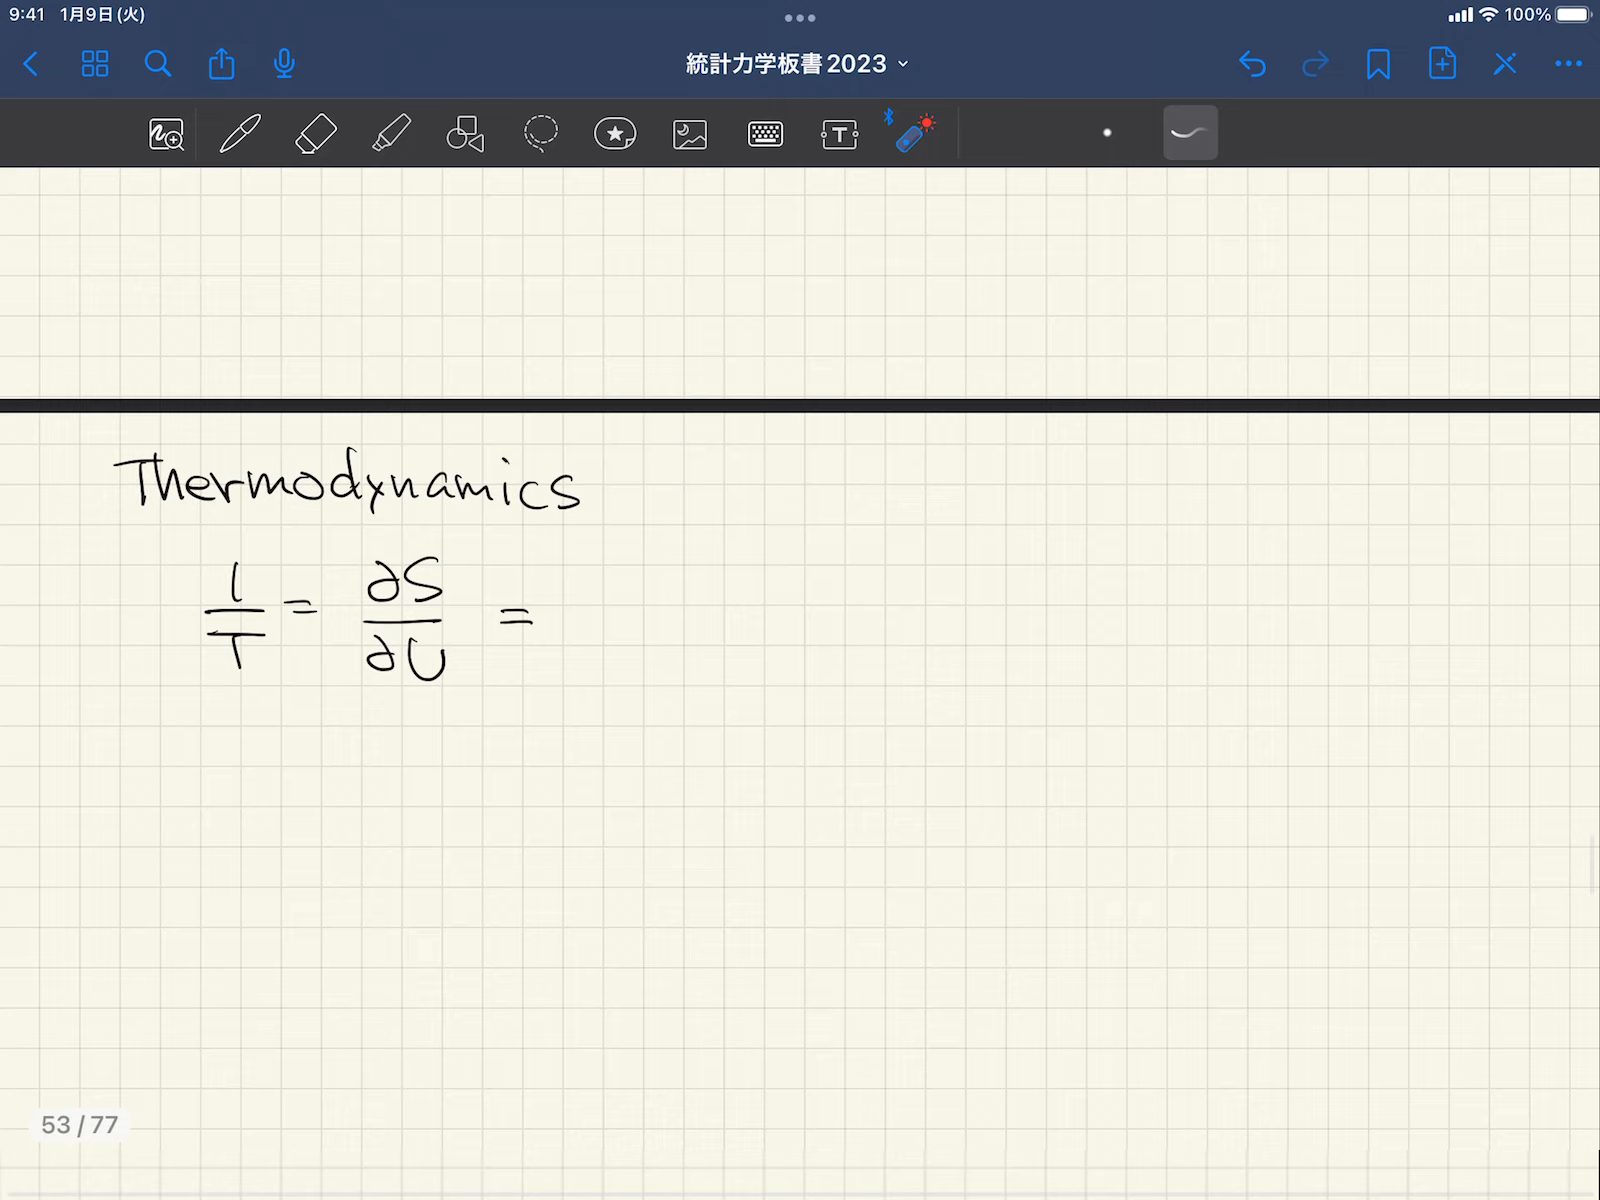 9:41 1月9日(火) 100%
統計力学板書2023
T
Thermodynamics
1/T = ∂S/∂U =
53 / 77